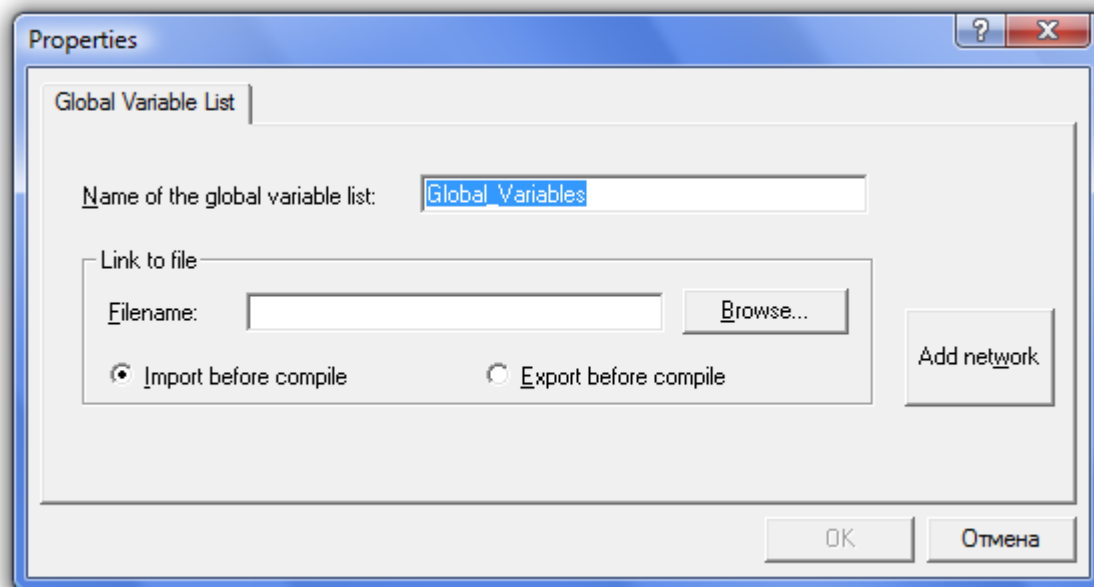 Properties
Global Variable List
Name of the global variable list: Global_Variables
Link to file
Filename: Browse...
Import before compile Export before compile
Add network
OK Отмена